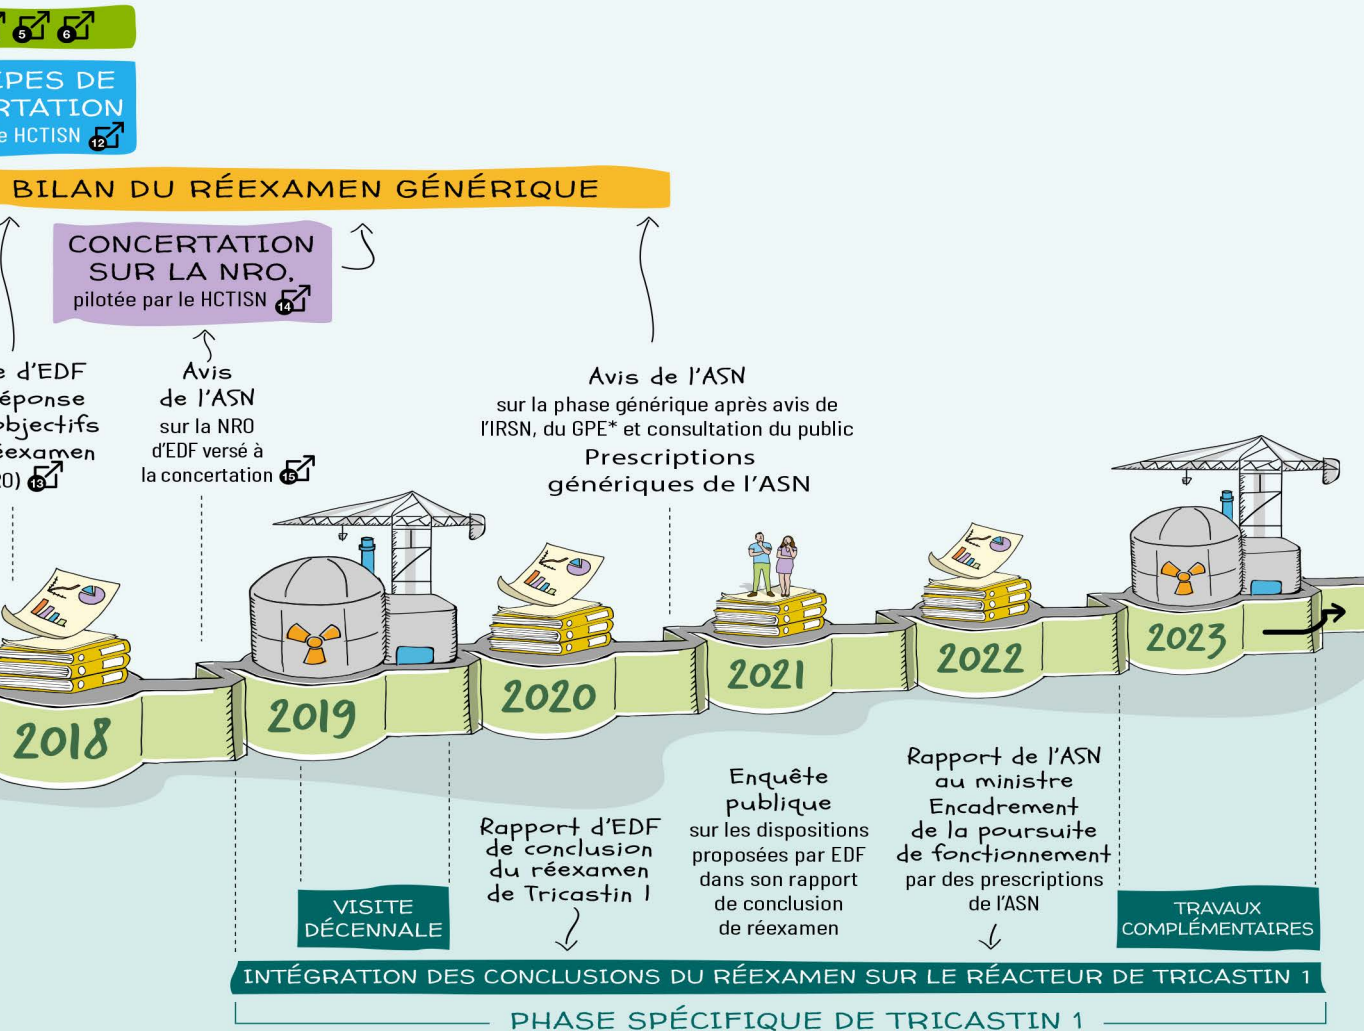 5 6
PES DE
RTATION
e HCTISN 12
BILAN DU RÉEXAMEN GÉNÉRIQUE
CONCERTATION
SUR LA NRO,
pilotée par le HCTISN 14
e d'EDF
éponse
objectifs
éexamen
O) 13
Avis
de l'ASN
sur la NRO
d'EDF versé à
la concertation 15
Avis de l'ASN
sur la phase générique après avis de
l'IRSN, du GPE* et consultation du public
Prescriptions
génériques de l'ASN
2018
2019
2020
2021
2022
2023
VISITE
DÉCENNALE
Rapport d'EDF
de conclusion
du réexamen
de Tricastin 1
Enquête
publique
sur les dispositions
proposées par EDF
dans son rapport
de conclusion
de réexamen
Rapport de l'ASN
au ministre
Encadrement
de la poursuite
de fonctionnement
par des prescriptions
de l'ASN
TRAVAUX
COMPLÉMENTAIRES
INTÉGRATION DES CONCLUSIONS DU RÉEXAMEN SUR LE RÉACTEUR DE TRICASTIN 1
PHASE SPÉCIFIQUE DE TRICASTIN 1